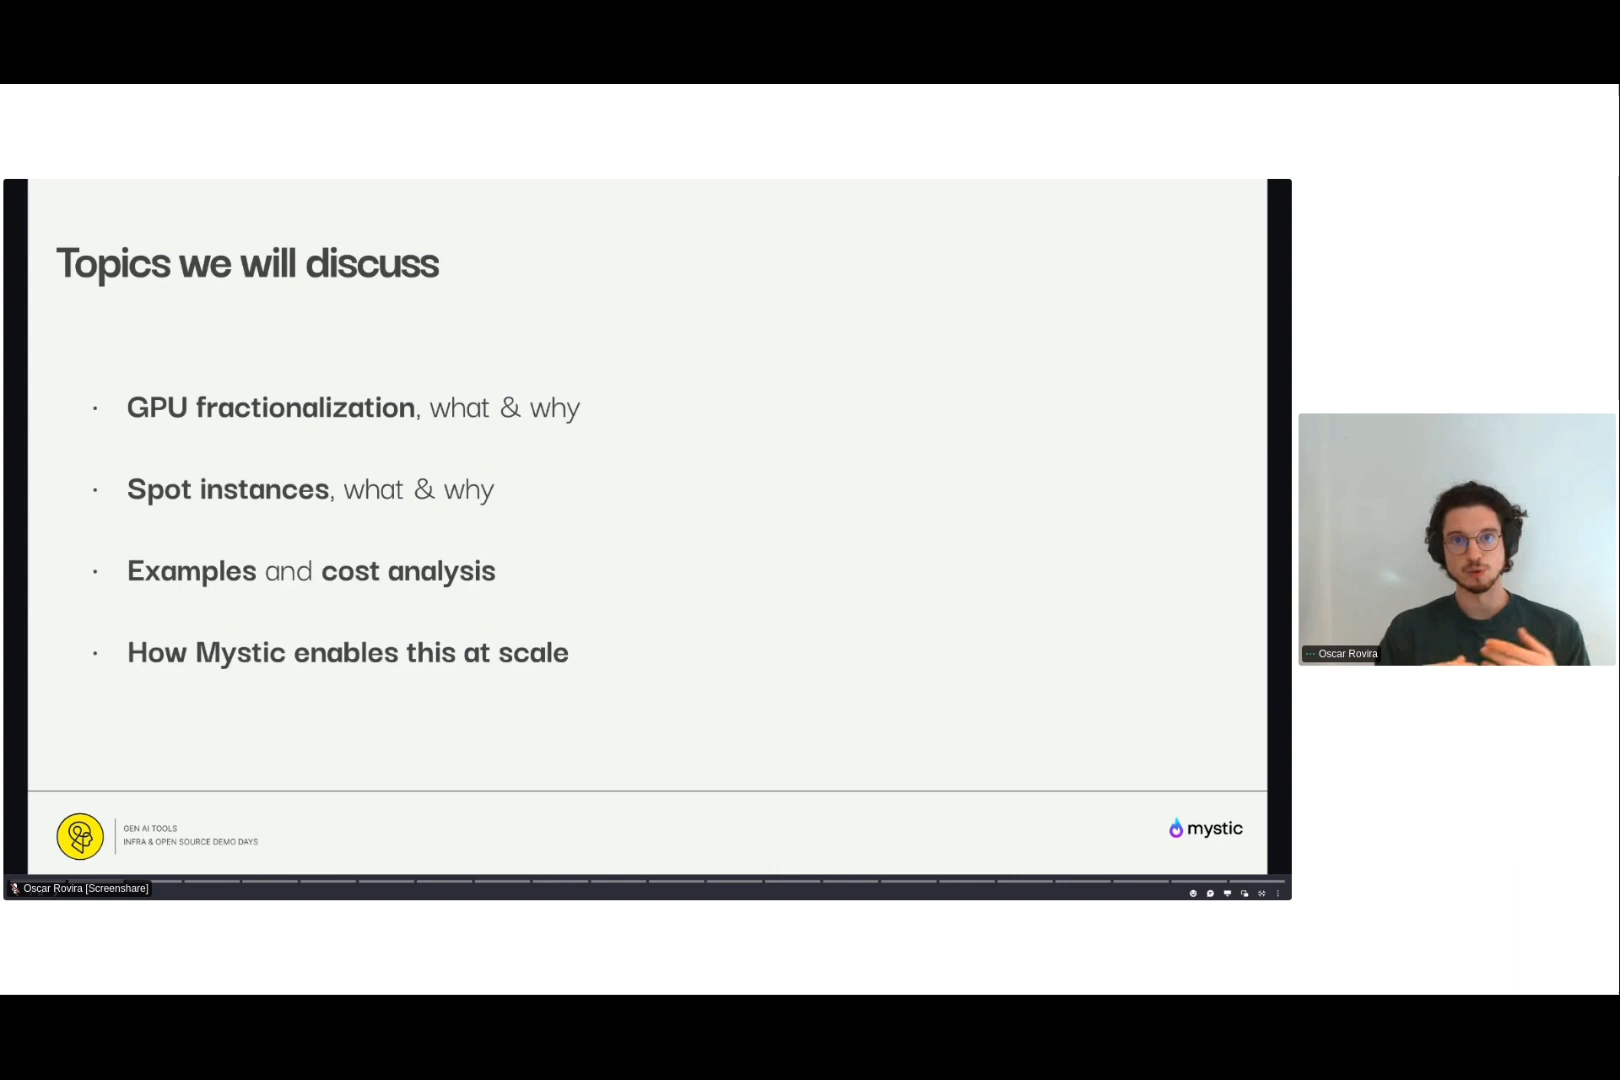 Topics we will discuss
· GPU fractionalization, what & why
· Spot instances, what & why
· Examples and cost analysis
· How Mystic enables this at scale
GEN AI TOOLS
INFRA & OPEN SOURCE DEMO DAYS
mystic
Oscar Rovira [Screenshare]
Oscar Rovira